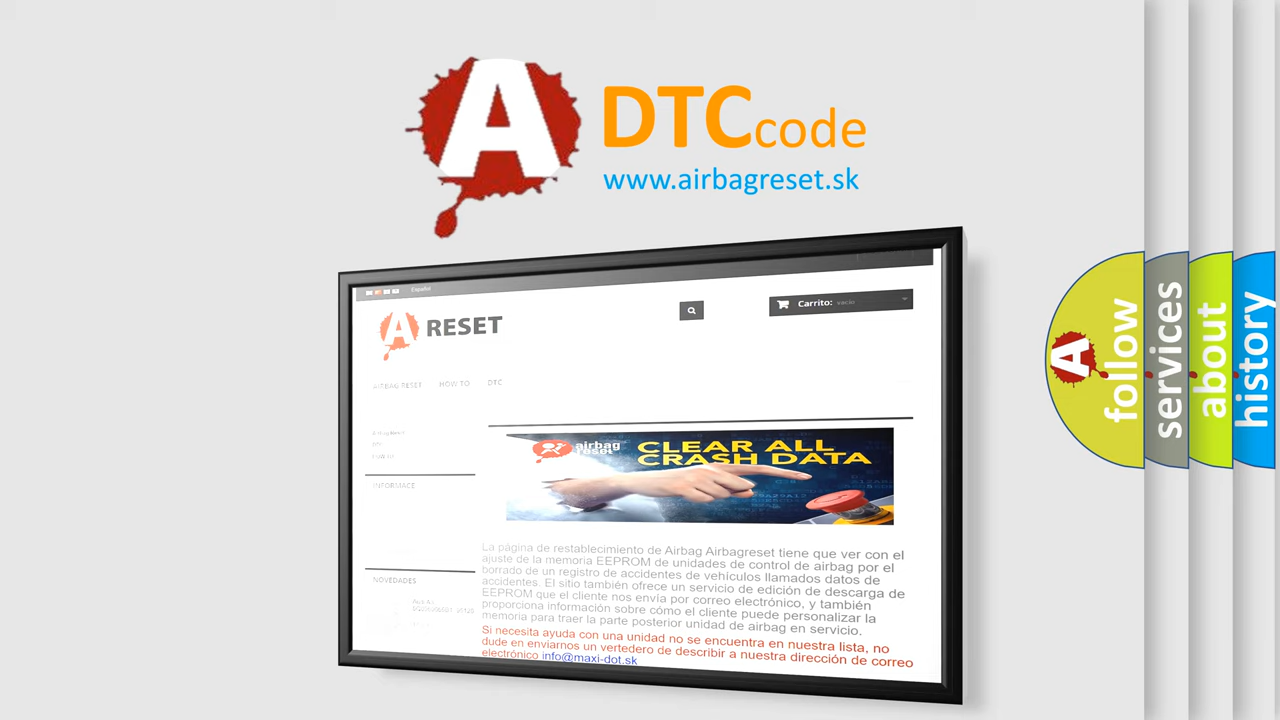 A DTCcode
www.airbagreset.sk
Español
A RESET
Carrito: vacío
AIRBAG RESET HOW TO DTC
INFORMACE
NOVEDADES
airbag
reset
CLEAR ALL
CRASH DATA
La página de restablecimiento de Airbag Airbagreset tiene que ver con el
ajuste de la memoria EEPROM de unidades de control de airbag por el
borrado de un registro de accidentes de vehículos llamados datos de
accidentes. El sitio también ofrece un servicio de edición de descarga de
EEPROM que el cliente nos envía por correo electrónico, y también
proporciona información sobre cómo el cliente puede personalizar la
memoria para traer la parte posterior unidad de airbag en servicio.
Si necesita ayuda con una unidad no se encuentra en nuestra lista, no
dude en enviarnos un vertedero de describir a nuestra dirección de correo
electrónico info@maxi-dot.sk
A
follow
services
about
history